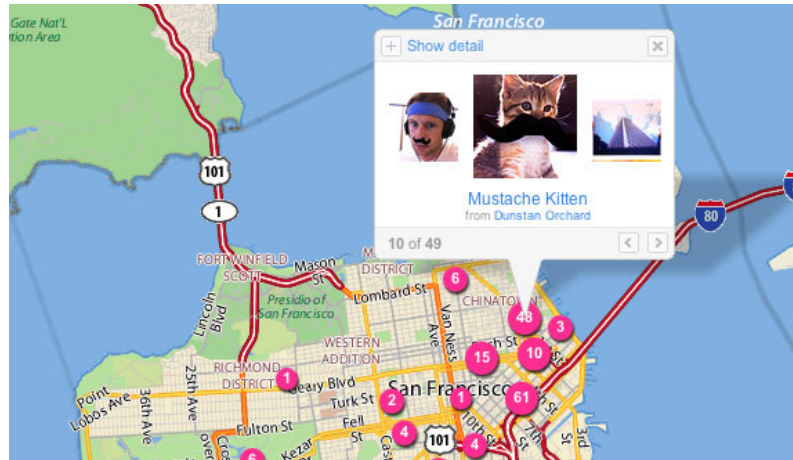 Gate Nat'L
San Francisco
Show detail
Mustache Kitten
from Dunstan Orchard
10 of 49
101
1
80
FORT WINFIELD
SCOTT
Mason
St
DISTRICT
6
CHINATOWN
Lombard St
Presidio of
San Francisco
Lincoln
Blvd
Van Ness
Ave
48
3
WESTERN
ADDITION
15
10
RICHMOND
DISTRICT
1
Geary Blvd
San Francisco
61
Point
Lobos Ave
36th Ave
25th Ave
Turk St
2
1
Fulton St
Fell
St
4
101
10th St
4
7th
3rd
St
Kezar
6